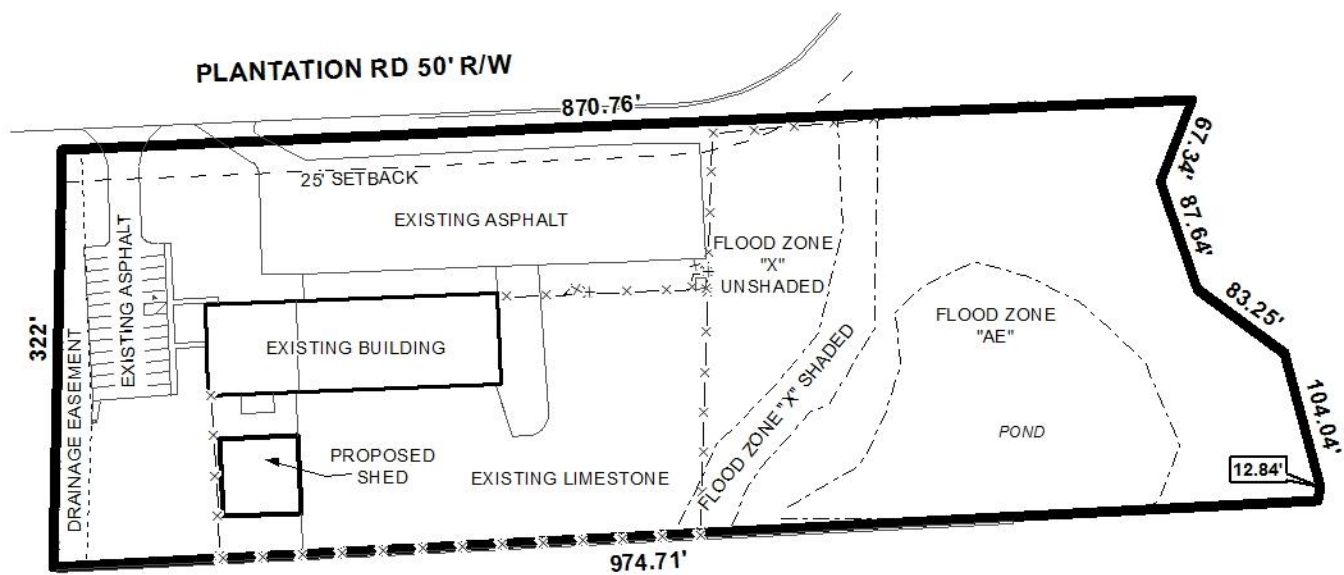 PLANTATION RD 50' R/W
870.76'
67.34'
87.64'
83.25'
104.04'
12.84'
974.71'
322'
25' SETBACK
EXISTING ASPHALT
EXISTING ASPHALT
DRAINAGE EASEMENT
EXISTING BUILDING
PROPOSED
SHED
EXISTING LIMESTONE
FLOOD ZONE
"X"
UNSHADED
FLOOD ZONE "X" SHADED
FLOOD ZONE
"AE"
POND